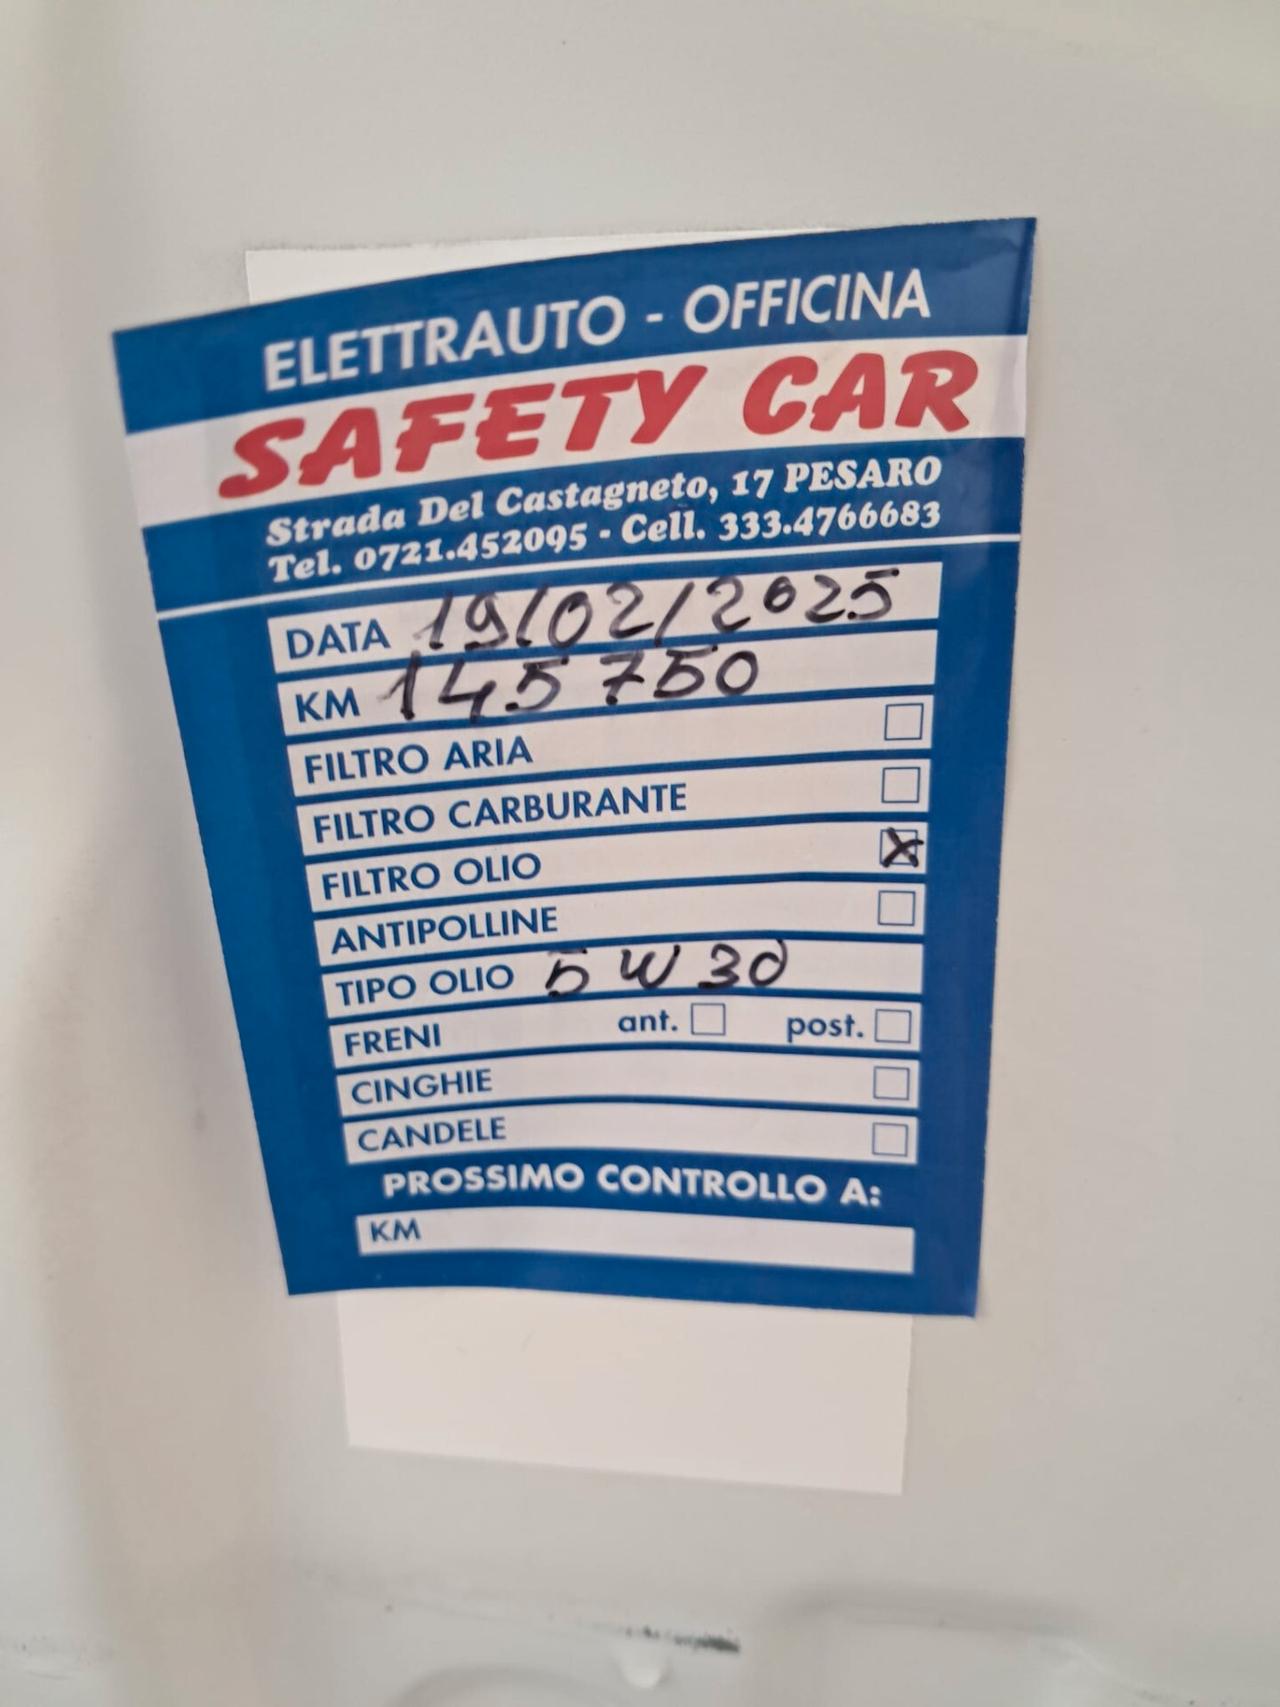 ELETTRAUTO - OFFICINA
SAFETY CAR
Strada Del Castagneto, 17 PESARO
Tel. 0721.452095 - Cell. 333.4766683
DATA 19/02/2025
KM 145750
FILTRO ARIA
FILTRO CARBURANTE
FILTRO OLIO X
ANTIPOLLINE
TIPO OLIO 5W30
FRENI ant. post.
CINGHIE
CANDELE
PROSSIMO CONTROLLO A:
KM